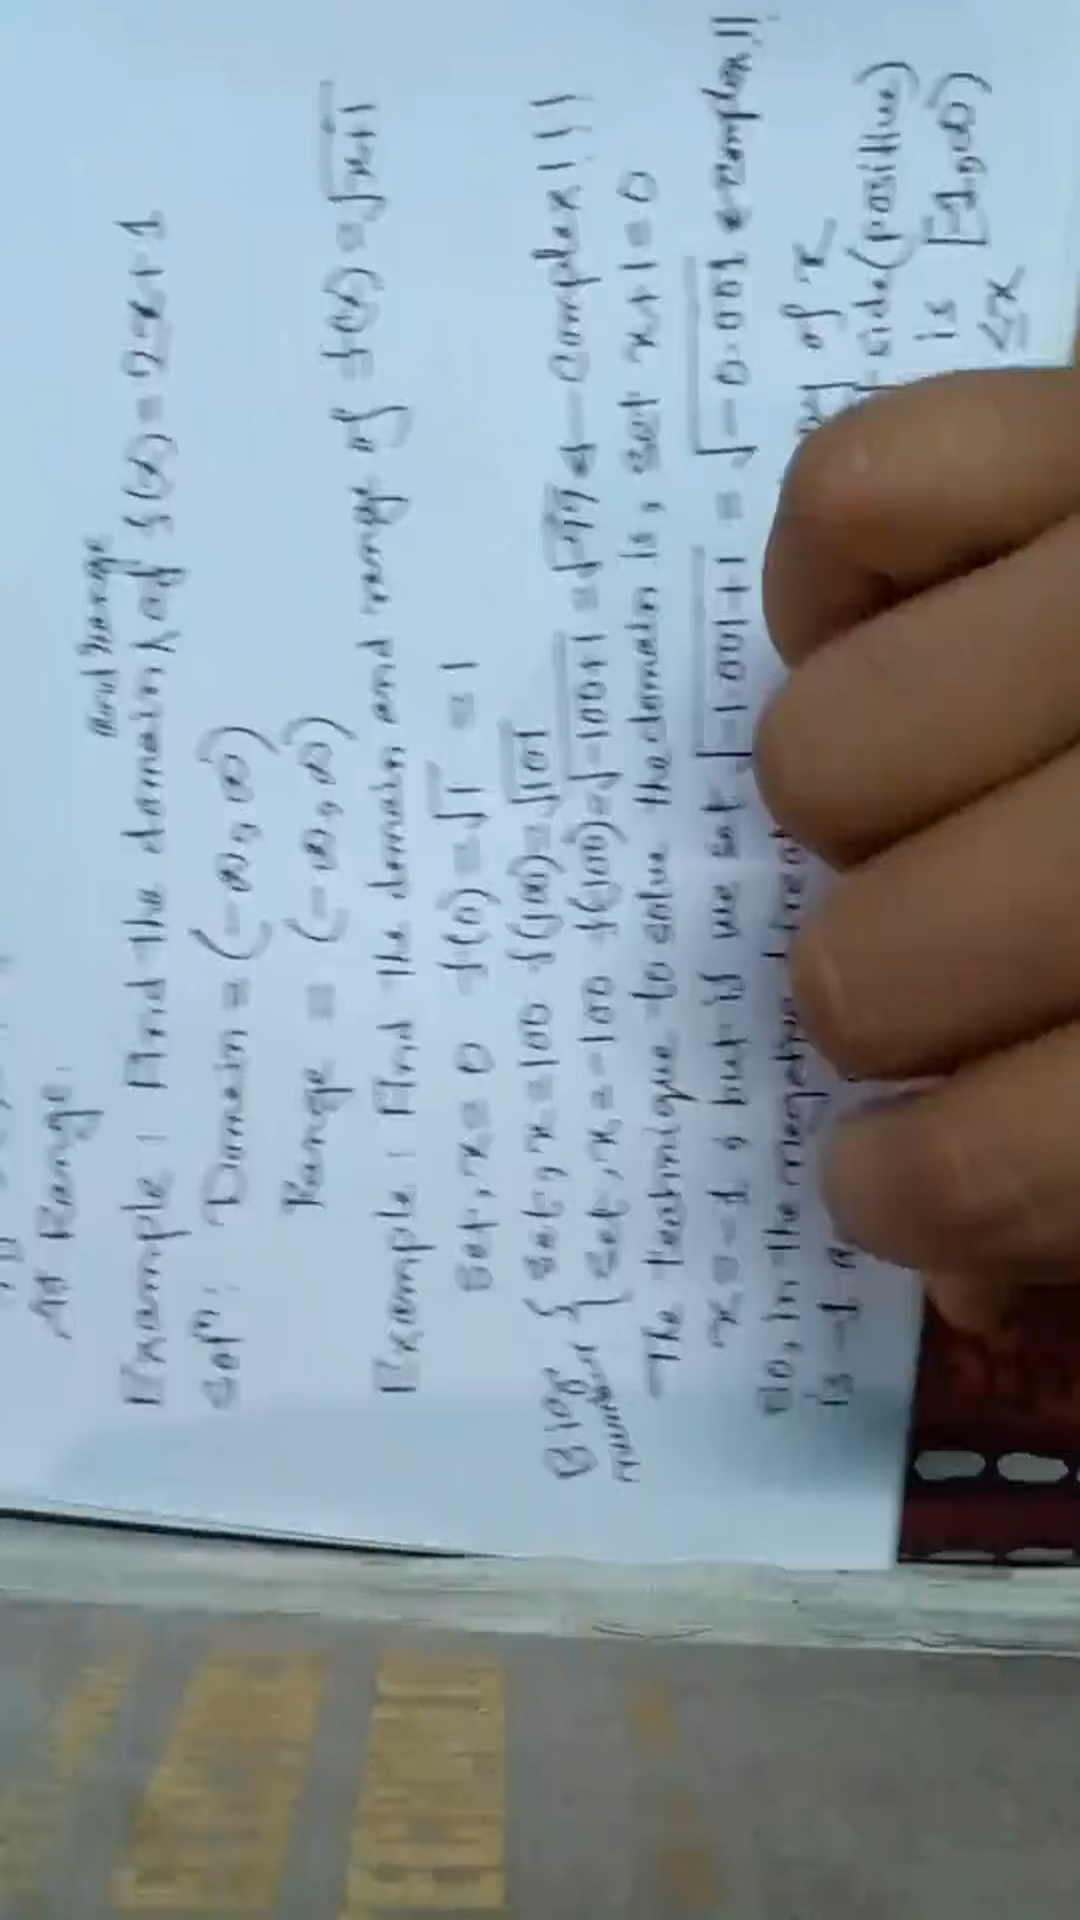 Range:
and Range
Example: Find the domain of f(x) = 2x+1
Solⁿ: Domain = (-∞, ∞)
Range = (-∞, ∞)
Example: Find the domain and range of f(x) = √x+1
set, x = 0 f(0) = √1 = 1
Big { set, x = 100 f(100) = √101
number { set, x = -100 f(100) = √-100+1 = √-99 ← Complex!!!
The technique to solve the domain is, set x+1=0
x = -1, but if we set √-1.001+1 = √-0.001 ← complex!!
So, in the of x
is -1 side (positive)
is [-1, ∞)
≤x